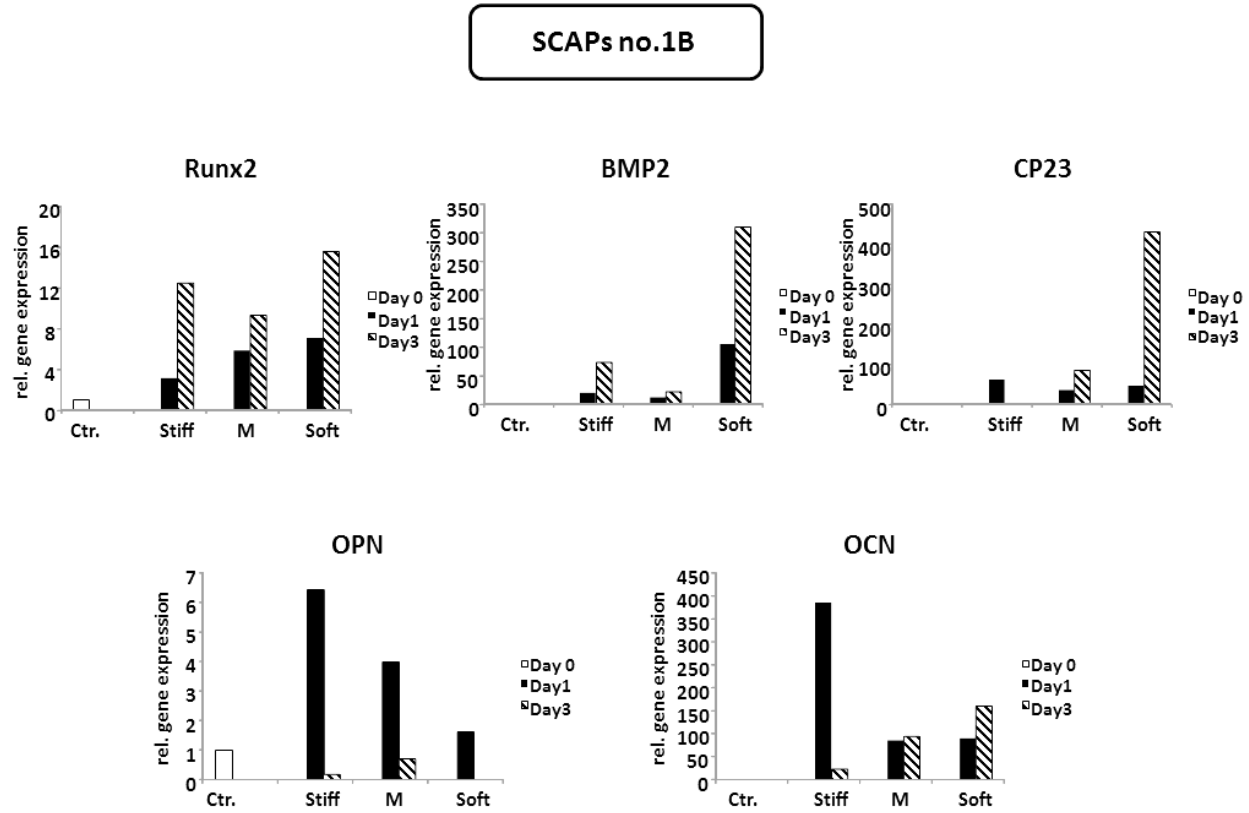 SCAPs no.1B
Runx2
rel. gene expression
20
16
12
8
4
0
Ctr. Stiff M Soft
Day 0
Day1
Day3
BMP2
rel. gene expression
350
300
250
200
150
100
50
0
Ctr. Stiff M Soft
Day 0
Day1
Day3
CP23
rel. gene expression
500
400
300
200
100
0
Ctr. Stiff M Soft
Day 0
Day1
Day3
OPN
rel. gene expression
7
6
5
4
3
2
1
0
Ctr. Stiff M Soft
Day 0
Day1
Day3
OCN
rel. gene expression
450
400
350
300
250
200
150
100
50
0
Ctr. Stiff M Soft
Day 0
Day1
Day3